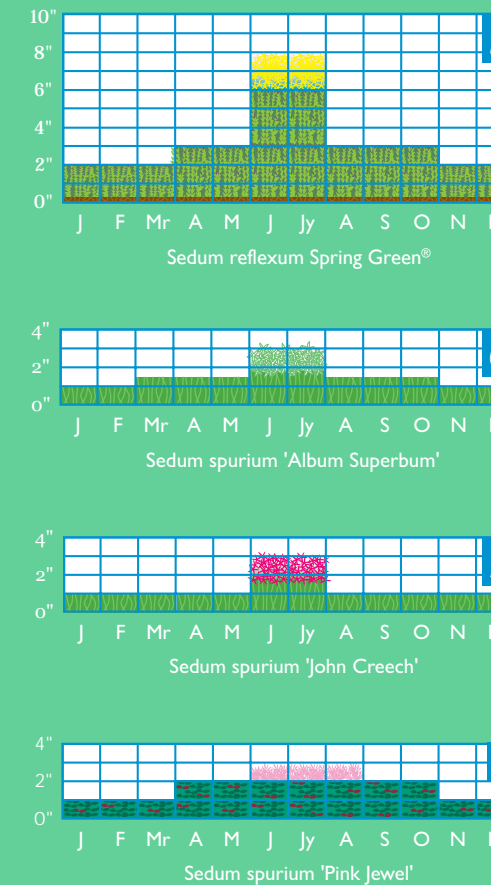 10"
8"
6"
4"
2"
0"
J F Mr A M J Jy A S O N
Sedum reflexum Spring Green®
4"
2"
0"
J F Mr A M J Jy A S O N
Sedum spurium 'Album Superbum'
4"
2"
0"
J F Mr A M J Jy A S O N
Sedum spurium 'John Creech'
4"
2"
0"
J F Mr A M J Jy A S O N
Sedum spurium 'Pink Jewel'